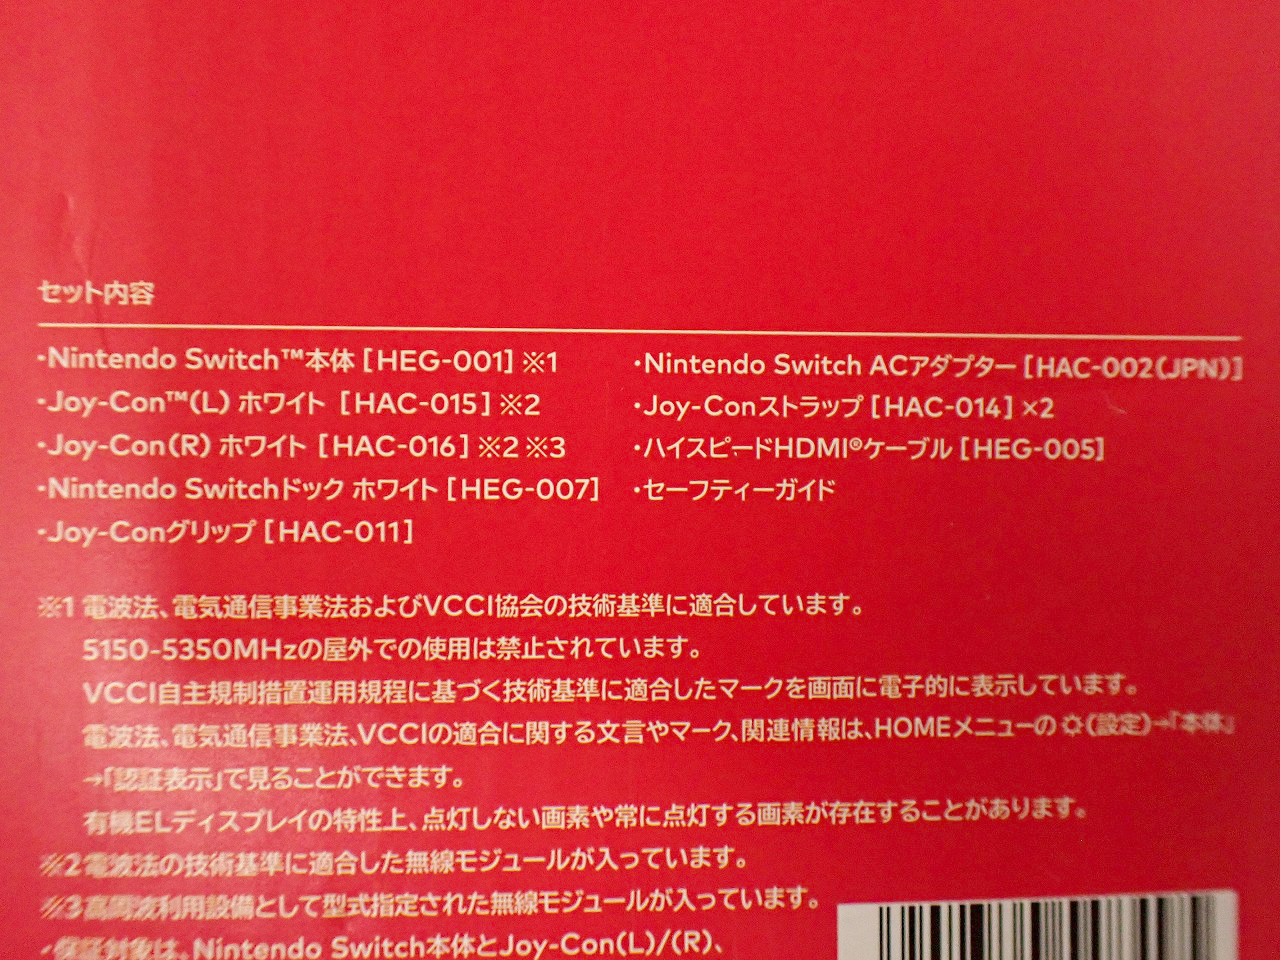 セット内容
・Nintendo Switch™本体 [HEG-001] ※1
・Joy-Con™(L) ホワイト [HAC-015] ※2
・Joy-Con(R) ホワイト [HAC-016] ※2 ※3
・Nintendo Switchドック ホワイト [HEG-007]
・Joy-Conグリップ [HAC-011]
・Nintendo Switch ACアダプター [HAC-002(JPN)]
・Joy-Conストラップ [HAC-014] ×2
・ハイスピードHDMI®ケーブル [HEG-005]
・セーフティーガイド
※1 電波法、電気通信事業法およびVCCI協会の技術基準に適合しています。
5150-5350MHzの屋外での使用は禁止されています。
VCCI自主規制措置運用規程に基づく技術基準に適合したマークを画面に電子的に表示しています。
電波法、電気通信事業法、VCCIの適合に関する文言やマーク、関連情報は、HOMEメニューの (設定)→「本体」
→「認証表示」で見ることができます。
有機ELディスプレイの特性上、点灯しない画素や常に点灯する画素が存在することがあります。
※2 電波法の技術基準に適合した無線モジュールが入っています。
※3 高周波利用設備として型式指定された無線モジュールが入っています。
・保証対象は、Nintendo Switch本体とJoy-Con(L)/(R)、